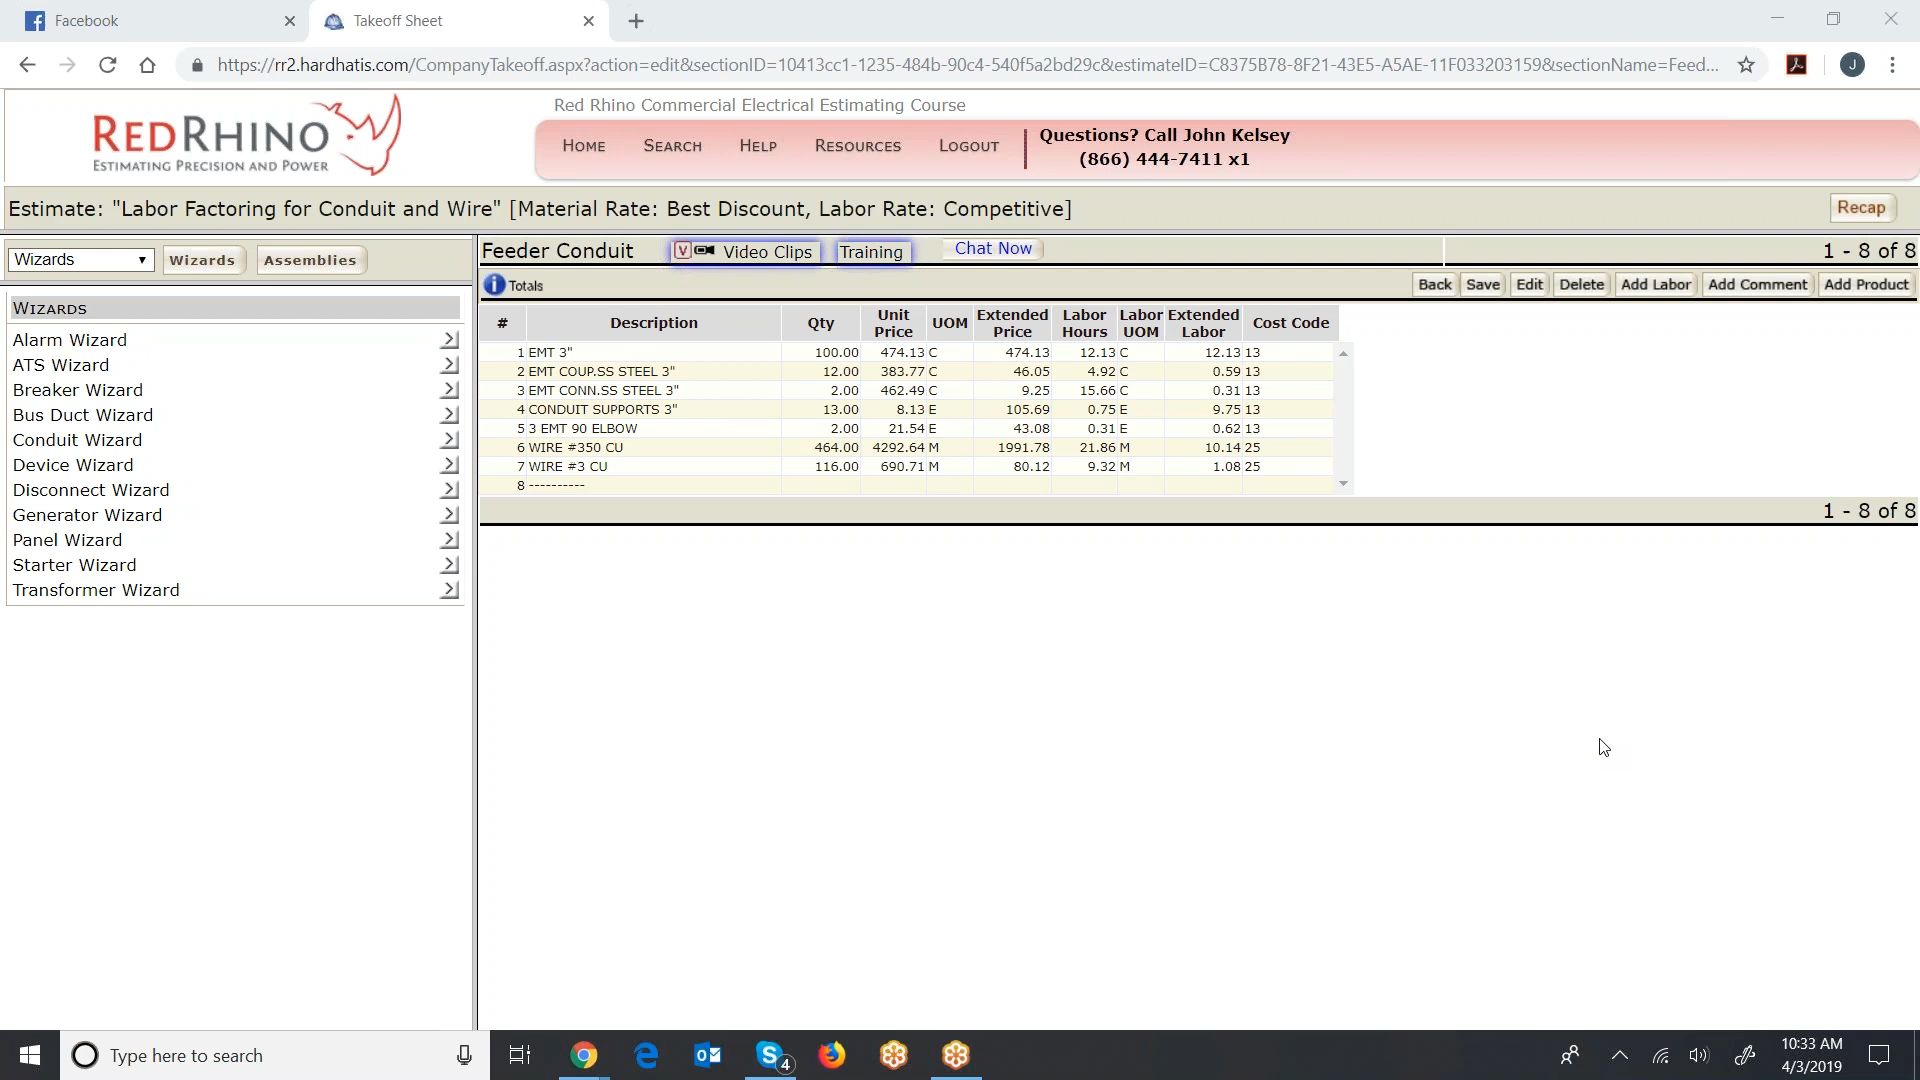 Facebook
Takeoff Sheet
https://rr2.hardhatis.com/CompanyTakeoff.aspx?action=edit&sectionID=10413cc1-1235-484b-90c4-540f5a2bd29c&estimateID=C8375B78-8F21-43E5-A5AE-11F033203159&sectionName=Feed...
J
REDRHINO
ESTIMATING PRECISION AND POWER
Red Rhino Commercial Electrical Estimating Course
HOME SEARCH HELP RESOURCES LOGOUT
Questions? Call John Kelsey
(866) 444-7411 x1
Estimate: "Labor Factoring for Conduit and Wire" [Material Rate: Best Discount, Labor Rate: Competitive]
Recap
Wizards
Wizards
Assemblies
Feeder Conduit
V Video Clips
Training
Chat Now
1 - 8 of 8
Totals
Back Save Edit Delete Add Labor Add Comment Add Product
WIZARDS
Alarm Wizard
ATS Wizard
Breaker Wizard
Bus Duct Wizard
Conduit Wizard
Device Wizard
Disconnect Wizard
Generator Wizard
Panel Wizard
Starter Wizard
Transformer Wizard
# Description Qty Unit Price UOM Extended Price Labor Hours Labor UOM Extended Labor Cost Code
1 EMT 3" 100.00 474.13 C 474.13 12.13 C 12.13 13
2 EMT COUP.SS STEEL 3" 12.00 383.77 C 46.05 4.92 C 0.59 13
3 EMT CONN.SS STEEL 3" 2.00 462.49 C 9.25 15.66 C 0.31 13
4 CONDUIT SUPPORTS 3" 13.00 8.13 E 105.69 0.75 E 9.75 13
5 3 EMT 90 ELBOW 2.00 21.54 E 43.08 0.31 E 0.62 13
6 WIRE #350 CU 464.00 4292.64 M 1991.78 21.86 M 10.14 25
7 WIRE #3 CU 116.00 690.71 M 80.12 9.32 M 1.08 25
8 ----------
1 - 8 of 8
Type here to search
4
10:33 AM
4/3/2019